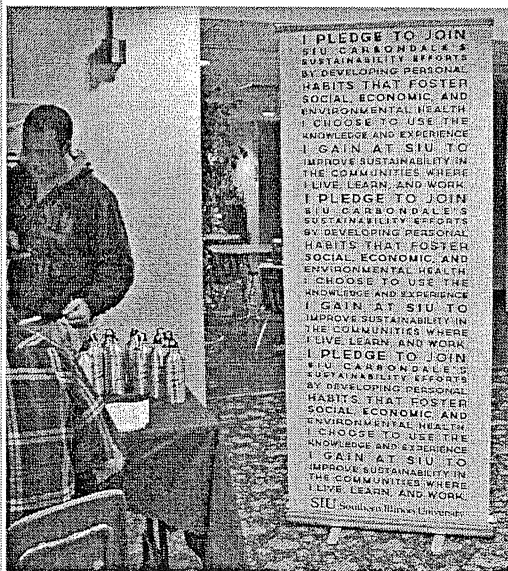 I PLEDGE TO JOIN
SIU CARBONDALE'S
SUSTAINABILITY EFFORTS
BY DEVELOPING PERSONAL
HABITS THAT FOSTER
SOCIAL, ECONOMIC, AND
ENVIRONMENTAL HEALTH.
I CHOOSE TO USE THE
KNOWLEDGE AND EXPERIENCE
I GAIN AT SIU TO
IMPROVE SUSTAINABILITY IN
THE COMMUNITIES WHERE
I LIVE, LEARN, AND WORK.
I PLEDGE TO JOIN
SIU CARBONDALE'S
SUSTAINABILITY EFFORTS
BY DEVELOPING PERSONAL
HABITS THAT FOSTER
SOCIAL, ECONOMIC, AND
ENVIRONMENTAL HEALTH.
I CHOOSE TO USE THE
KNOWLEDGE AND EXPERIENCE
I GAIN AT SIU TO
IMPROVE SUSTAINABILITY IN
THE COMMUNITIES WHERE
I LIVE, LEARN, AND WORK.
I PLEDGE TO JOIN
SIU CARBONDALE'S
SUSTAINABILITY EFFORTS
BY DEVELOPING PERSONAL
HABITS THAT FOSTER
SOCIAL, ECONOMIC, AND
ENVIRONMENTAL HEALTH.
I CHOOSE TO USE THE
KNOWLEDGE AND EXPERIENCE
I GAIN AT SIU TO
IMPROVE SUSTAINABILITY IN
THE COMMUNITIES WHERE
I LIVE, LEARN, AND WORK.
SIU Southern Illinois University